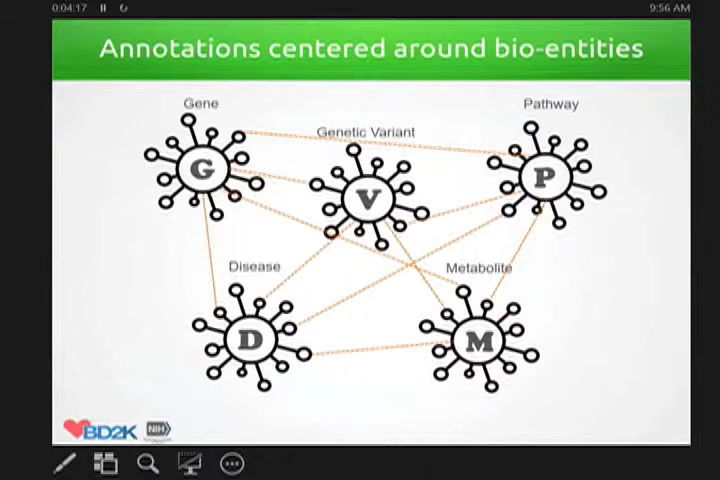 0:04:17
9:56 AM
Annotations centered around bio-entities
Gene
Pathway
Genetic Variant
G
V
P
Disease
Metabolite
D
M
BD2K
NIH